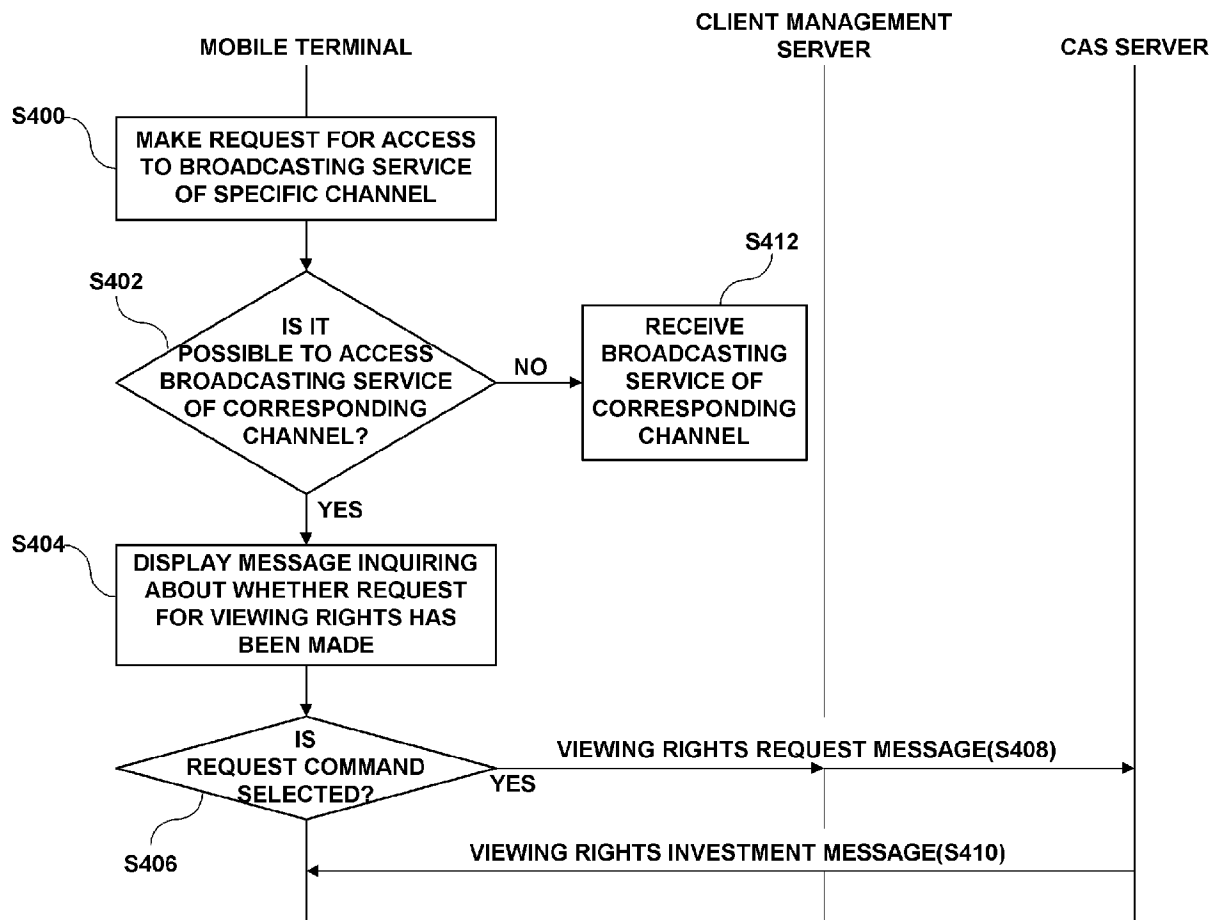 MOBILE TERMINAL
CLIENT MANAGEMENT
SERVER
CAS SERVER
S400
MAKE REQUEST FOR ACCESS
TO BROADCASTING SERVICE
OF SPECIFIC CHANNEL
S402
IS IT
POSSIBLE TO ACCESS
BROADCASTING SERVICE
OF CORRESPONDING
CHANNEL?
NO
S412
RECEIVE
BROADCASTING
SERVICE OF
CORRESPONDING
CHANNEL
YES
S404
DISPLAY MESSAGE INQUIRING
ABOUT WHETHER REQUEST
FOR VIEWING RIGHTS HAS
BEEN MADE
IS
REQUEST COMMAND
SELECTED?
YES
S406
VIEWING RIGHTS REQUEST MESSAGE(S408)
VIEWING RIGHTS INVESTMENT MESSAGE(S410)